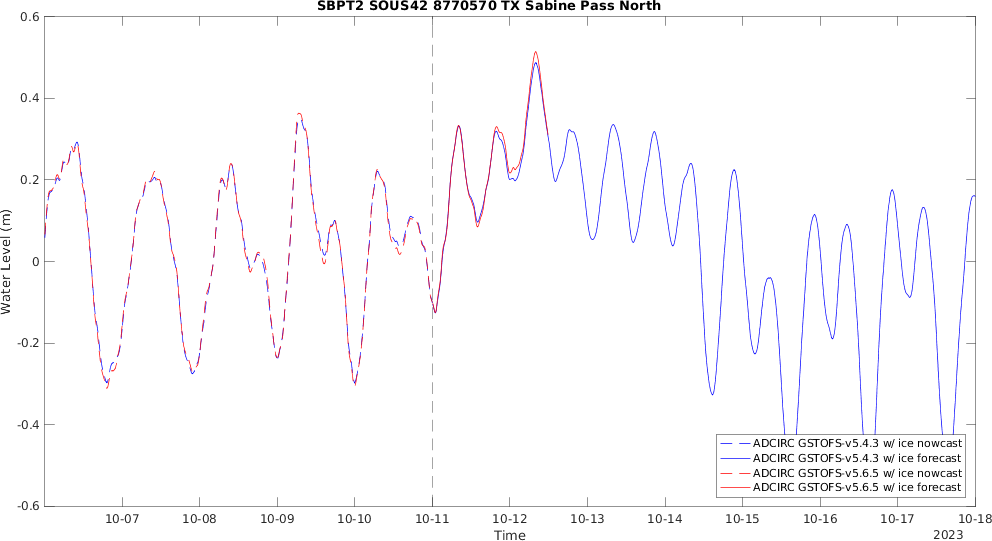 SBPT2 SOUS42 8770570 TX Sabine Pass North
Water Level (m)
0.6
0.4
0.2
0
-0.2
-0.4
-0.6
ADCIRC GSTOFS-v5.4.3 w/ ice nowcast
ADCIRC GSTOFS-v5.4.3 w/ ice forecast
ADCIRC GSTOFS-v5.6.5 w/ ice nowcast
ADCIRC GSTOFS-v5.6.5 w/ ice forecast
10-07 10-08 10-09 10-10 10-11 10-12 10-13 10-14 10-15 10-16 10-17 10-18
Time
2023